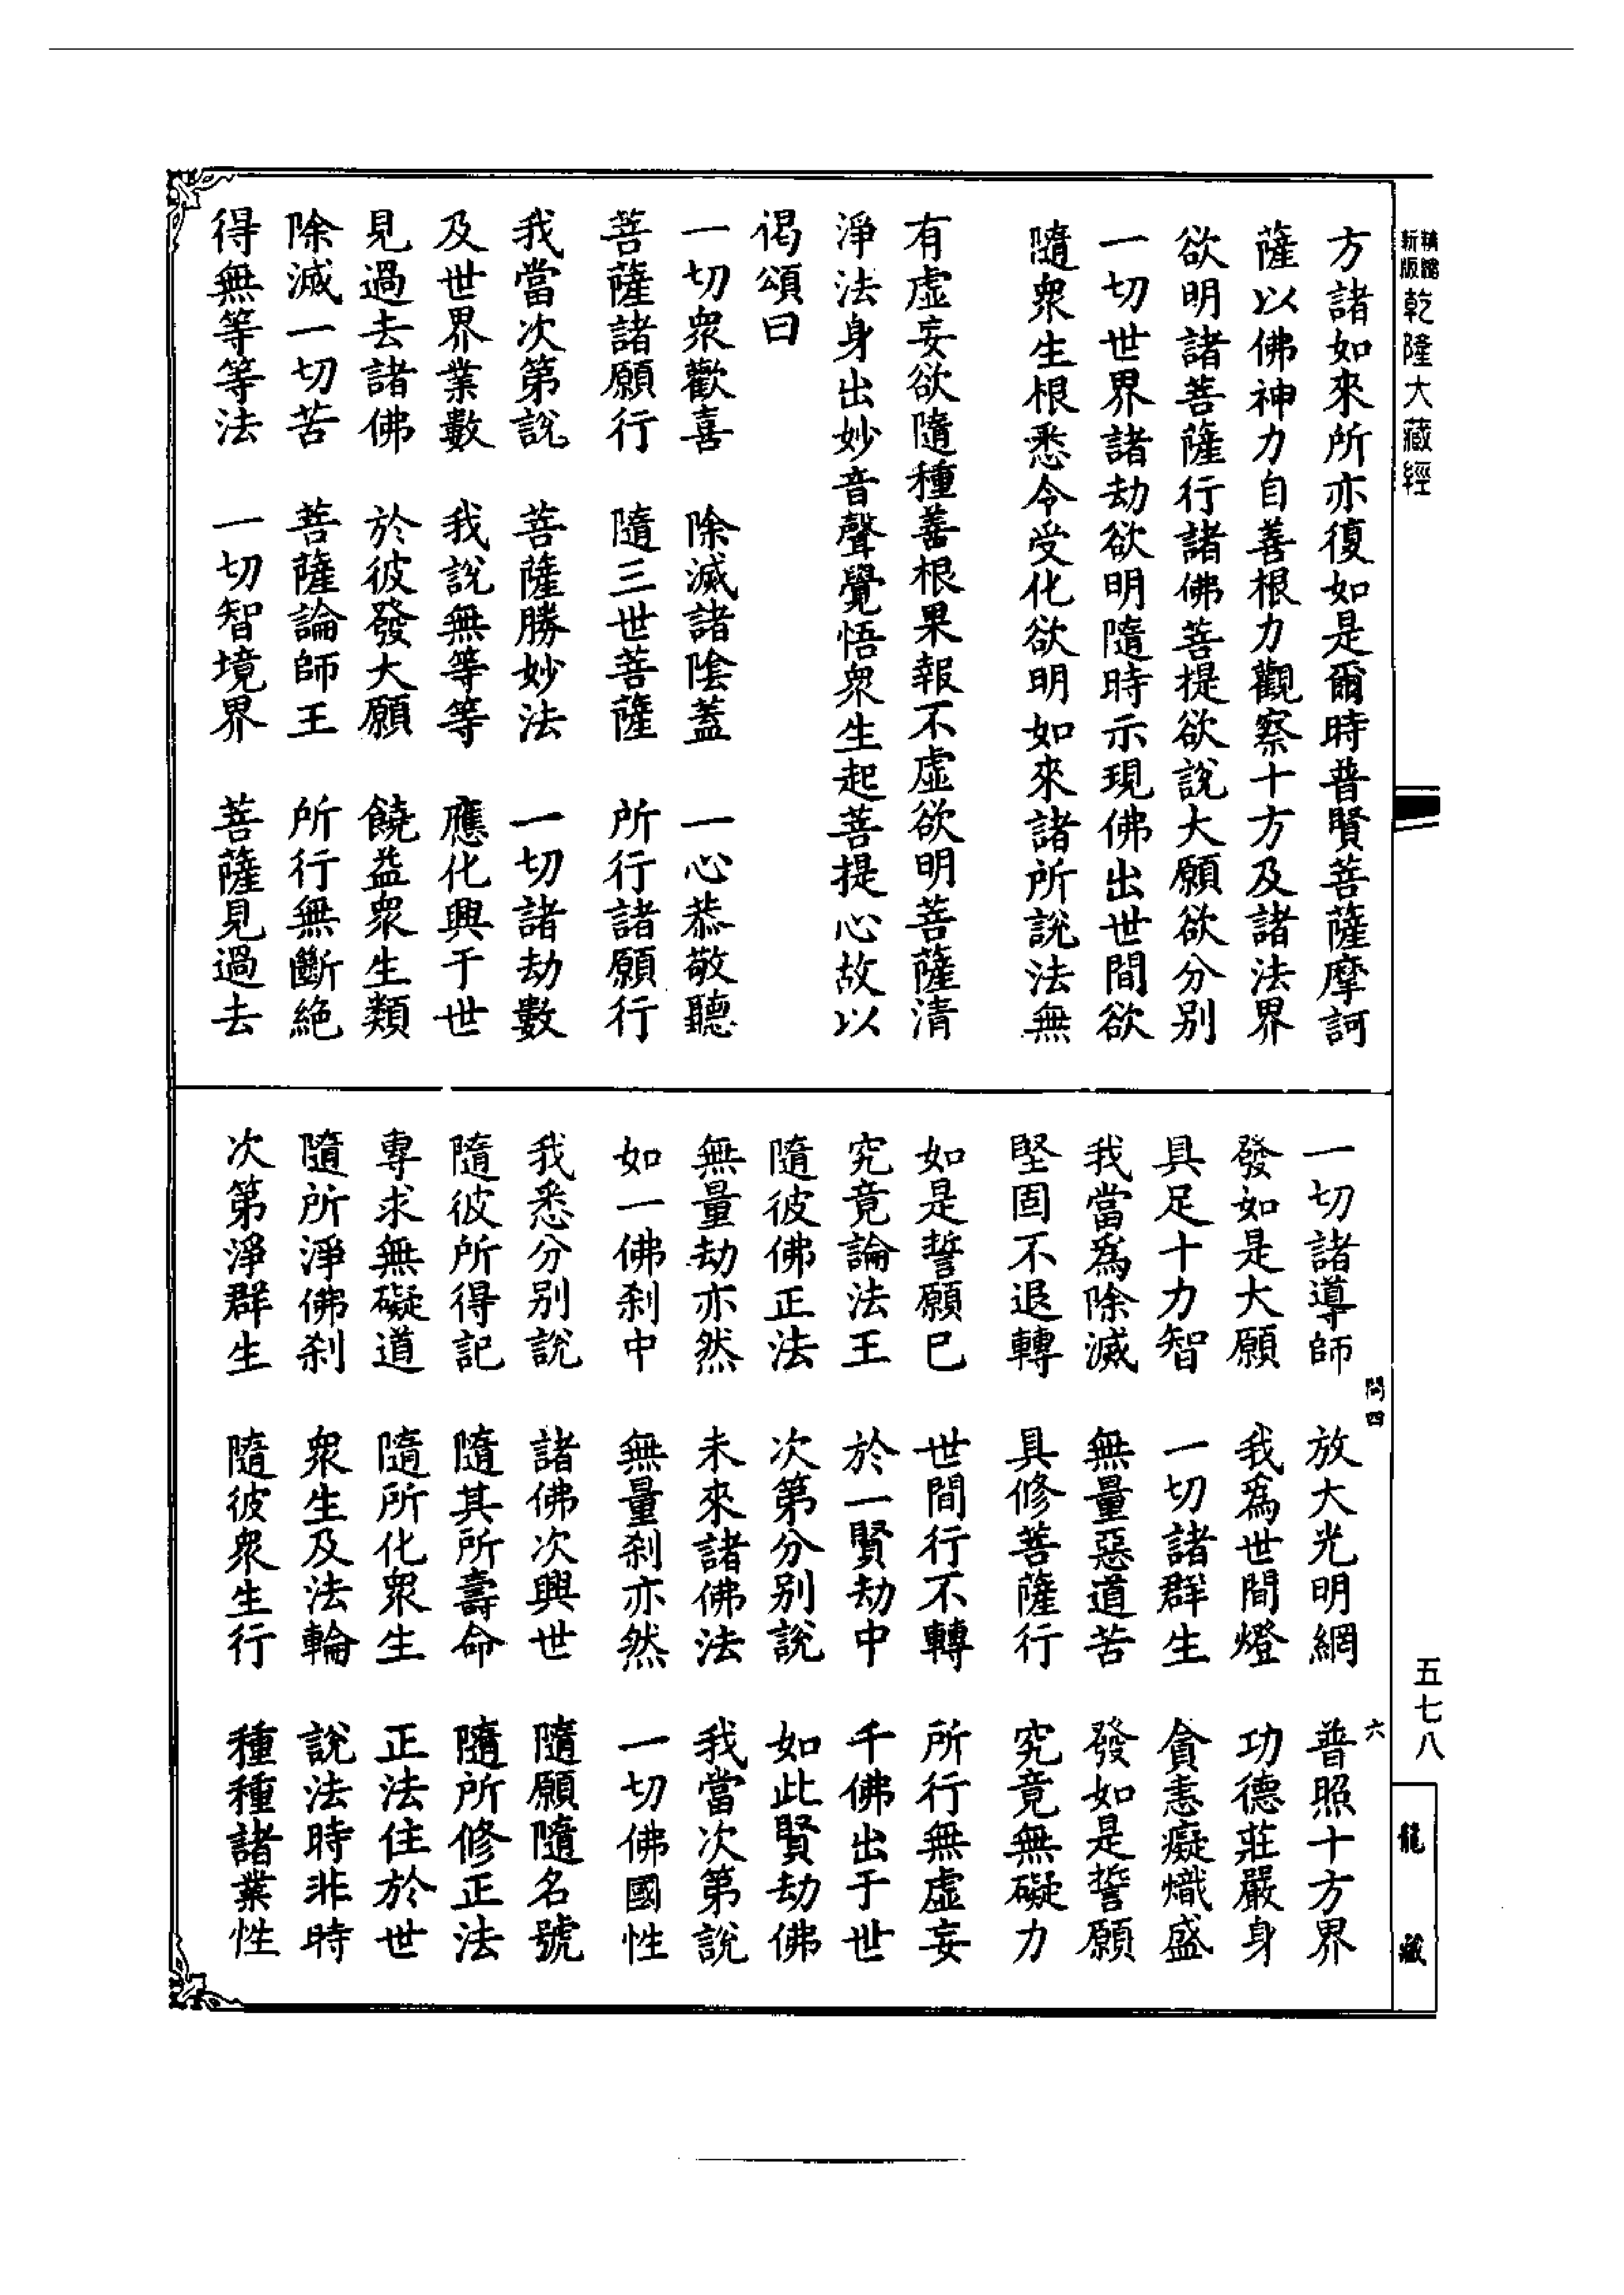 新版
精縮
乾隆大藏經
五七八
龍藏
方諸如來所亦復如是爾時普賢菩薩摩訶
薩以佛神力自善根力觀察十方及諸法界
欲明諸菩薩行諸佛菩提欲說大願欲分別
一切世界諸劫欲明隨時示現佛出世間欲
隨眾生根悉令受化欲明如來諸所說法無
有虛妄欲隨種善根果報不虛欲明菩薩清
淨法身出妙音聲覺悟眾生起菩提心故以
偈頌曰
一切眾歡喜　除滅諸陰蓋　一心恭敬聽
菩薩諸願行　隨三世菩薩　所行諸願行
我當次第說　菩薩勝妙法　一切諸劫數
及世界業數　我說無等等　應化興于世
見過去諸佛　於彼發大願　饒益眾生類
除滅一切苦　菩薩論師王　所行無斷絕
得無等等法　一切智境界　菩薩見過去
一切諸導師　放大光明網　普照十方界
發如是大願　我為世間燈　功德莊嚴身
具足十力智　一切諸群生　貪恚癡熾盛
我當為除滅　無量惡道苦　發如是誓願
堅固不退轉　具修菩薩行　究竟無礙力
問四　六
如是誓願已　世間行不轉　所行無虛妄
究竟論法王　於一賢劫中　千佛出于世
隨彼佛正法　次第分別說　如此賢劫佛
無量劫亦然　未來諸佛法　我當次第說
如一佛剎中　無量剎亦然　一切佛國性
我悉分別說　諸佛次興世　隨願隨名號
隨彼所得記　隨其所壽命　隨所修正法
專求無礙道　隨所化眾生　正法住於世
隨所淨佛剎　眾生及法輪　說法時非時
次第淨群生　隨彼眾生行　種種諸業性